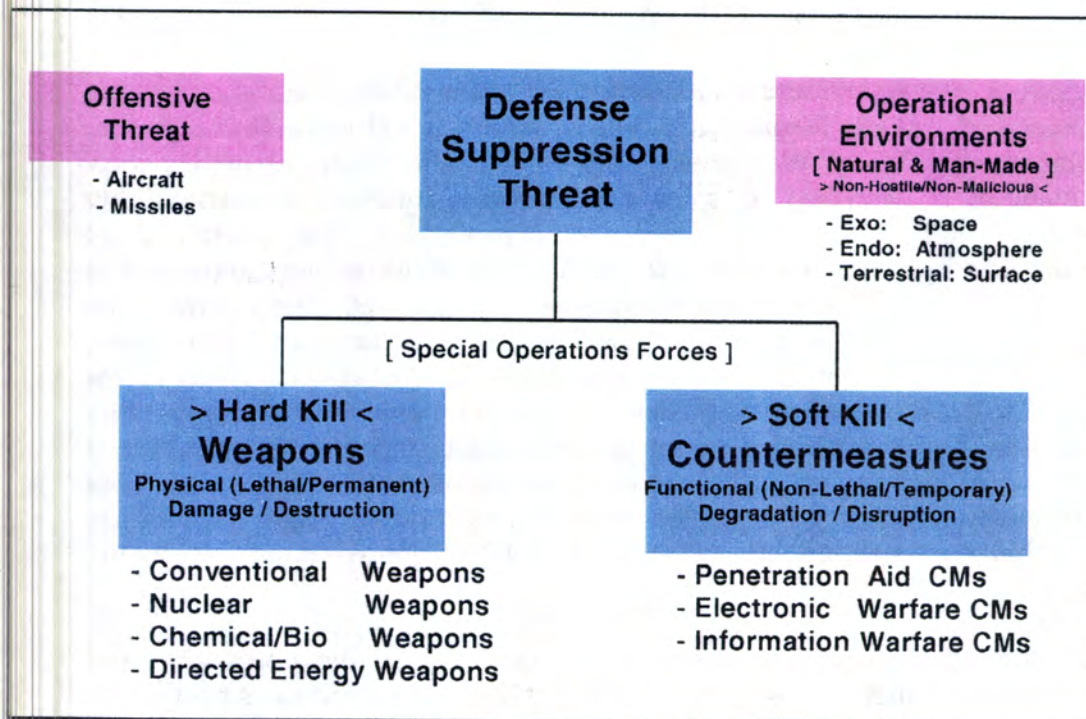 Offensive
Threat
- Aircraft
- Missiles
Defense
Suppression
Threat
Operational
Environments
[ Natural & Man-Made ]
> Non-Hostile/Non-Malicious <
- Exo: Space
- Endo: Atmosphere
- Terrestrial: Surface
[ Special Operations Forces ]
> Hard Kill <
Weapons
Physical (Lethal/Permanent)
Damage / Destruction
- Conventional Weapons
- Nuclear Weapons
- Chemical/Bio Weapons
- Directed Energy Weapons
> Soft Kill <
Countermeasures
Functional (Non-Lethal/Temporary)
Degradation / Disruption
- Penetration Aid CMs
- Electronic Warfare CMs
- Information Warfare CMs